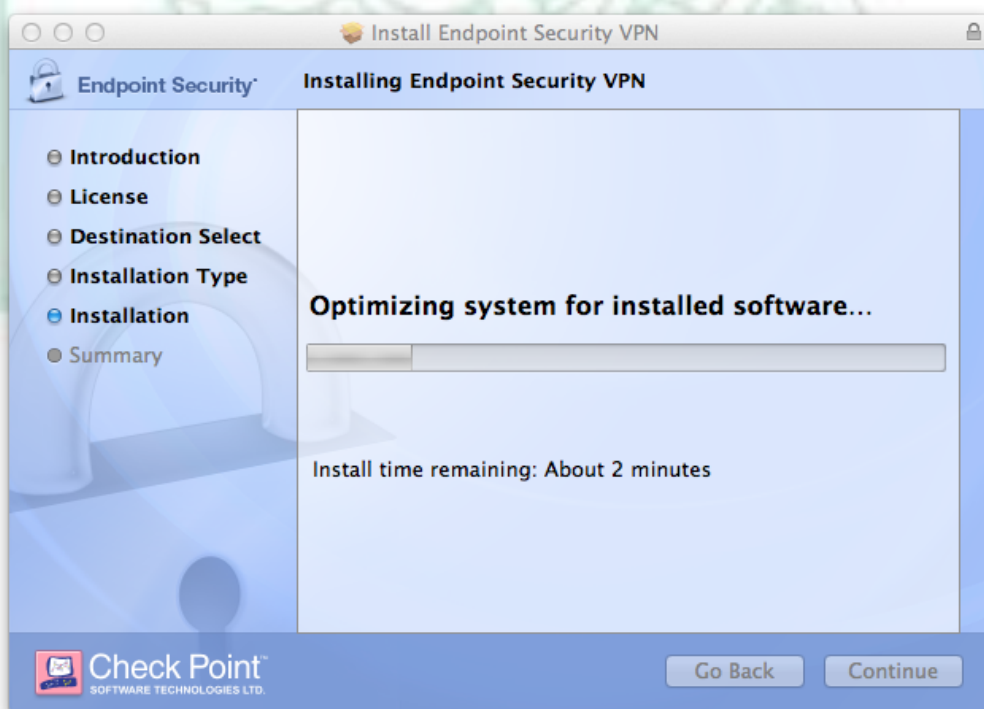 Install Endpoint Security VPN
Endpoint Security
Installing Endpoint Security VPN
Introduction
License
Destination Select
Installation Type
Installation
Summary
Optimizing system for installed software...
Install time remaining: About 2 minutes
Check Point™
SOFTWARE TECHNOLOGIES LTD.
Go Back
Continue